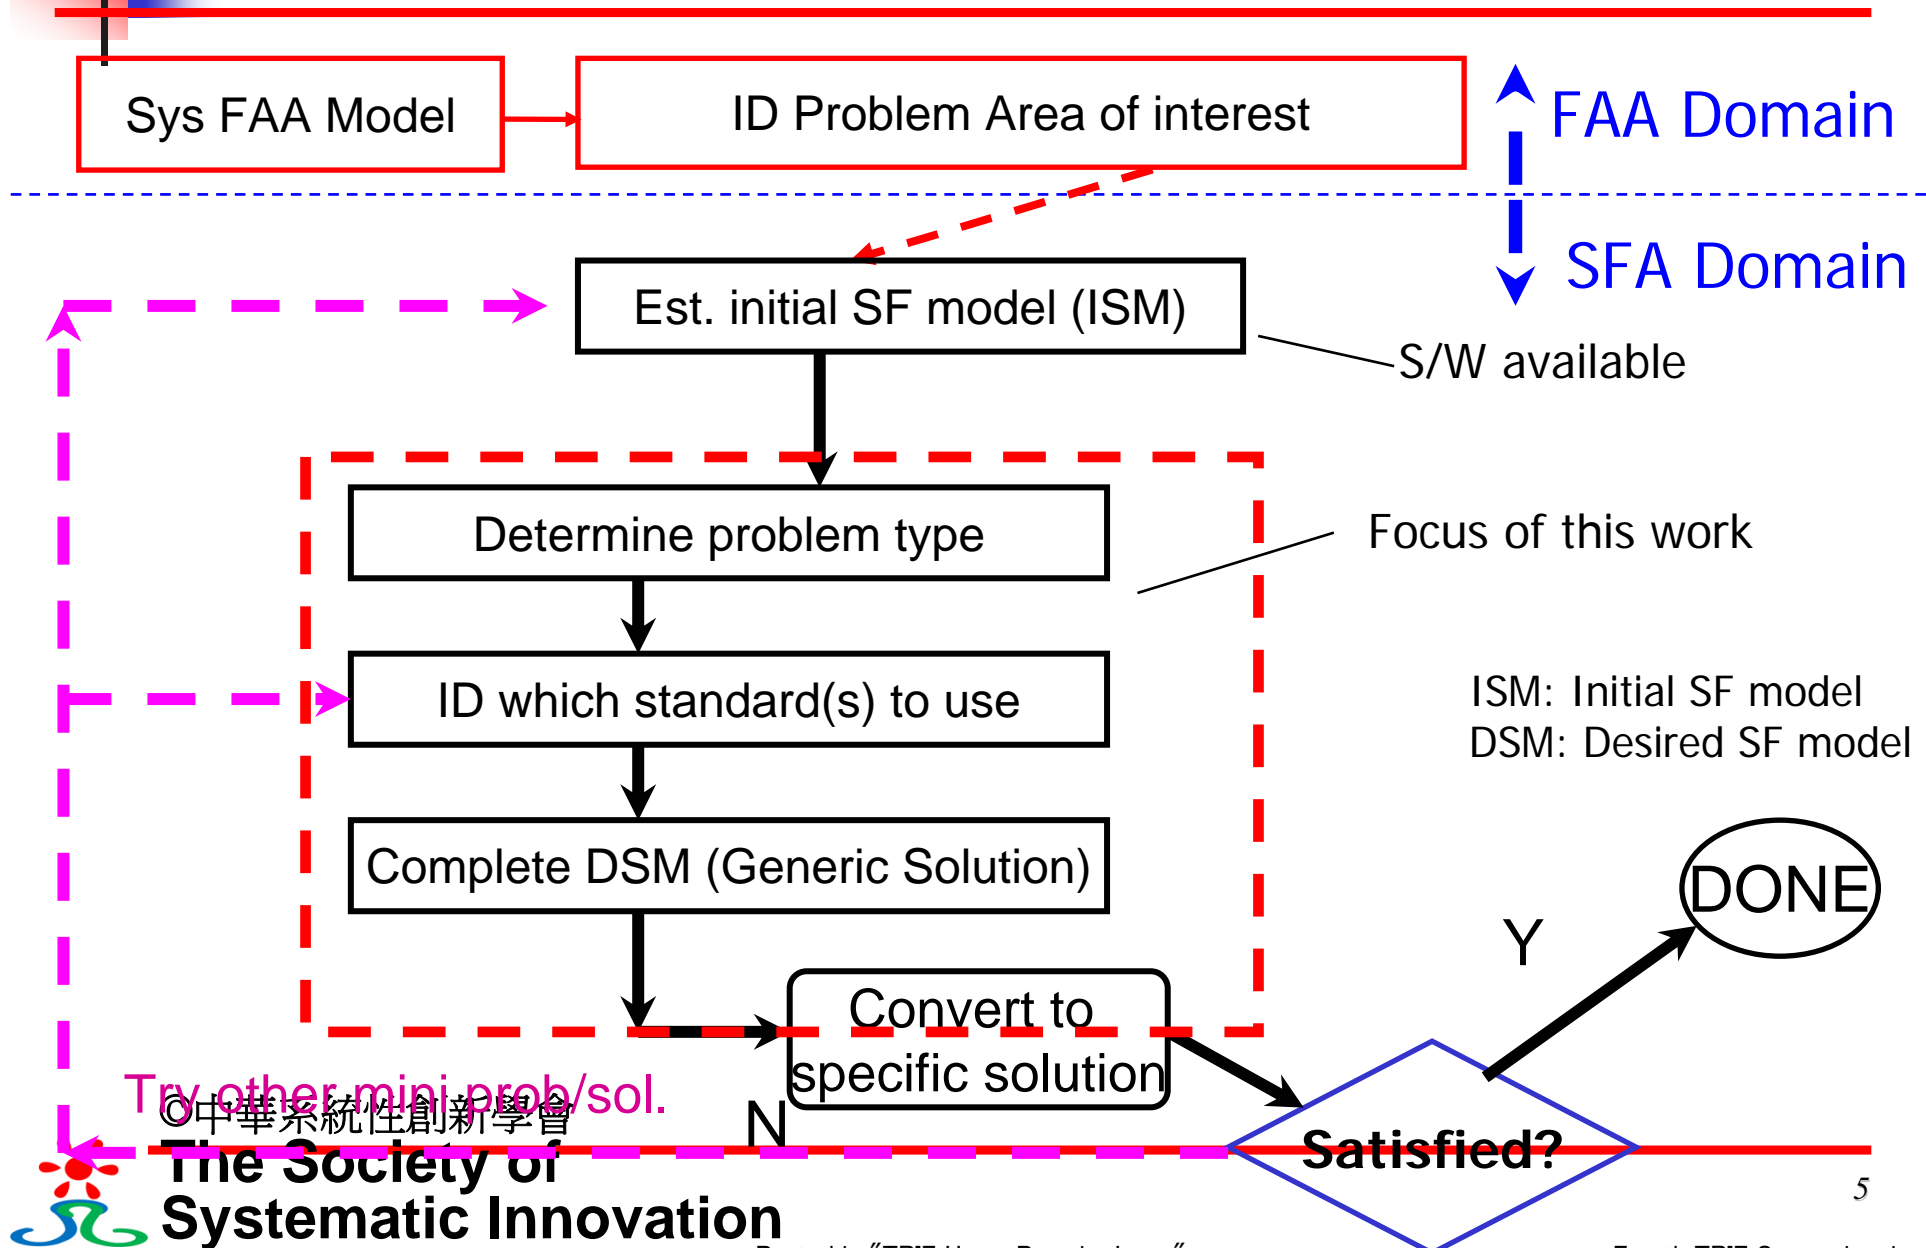 Sys FAA Model
ID Problem Area of interest
FAA Domain
SFA Domain
Est. initial SF model (ISM)
S/W available
Determine problem type
Focus of this work
ID which standard(s) to use
ISM: Initial SF model
DSM: Desired SF model
Complete DSM (Generic Solution)
DONE
Y
Convert to
specific solution
Try other mini prob/sol.
N
©中華系統性創新學會
Satisfied?
The Society of
Systematic Innovation
5